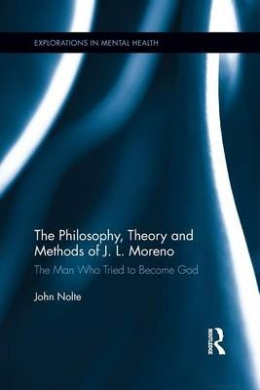 EXPLORATIONS IN MENTAL HEALTH
The Philosophy, Theory and
Methods of J. L. Moreno
The Man Who Tried to Become God
John Nolte
R
ROUTLEDGE